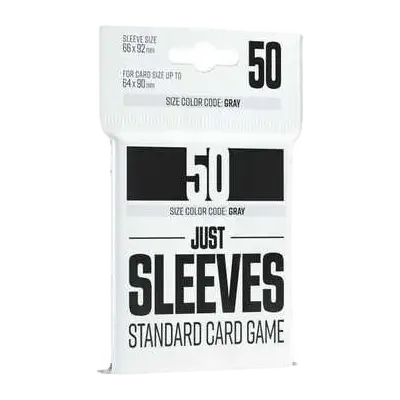 SLEEVE SIZE
66 x 92 mm
FOR CARD SIZE UP TO
64 x 90 mm
50
SIZE COLOR CODE: GRAY
50
SIZE COLOR CODE: GRAY
JUST
SLEEVES
STANDARD CARD GAME